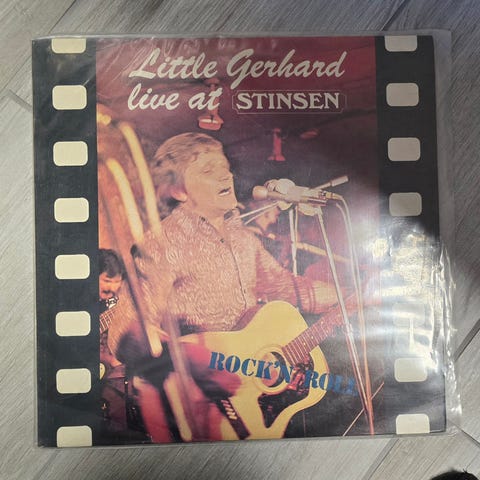 Little Gerhard
live at STINSEN
ROCK'N ROLL